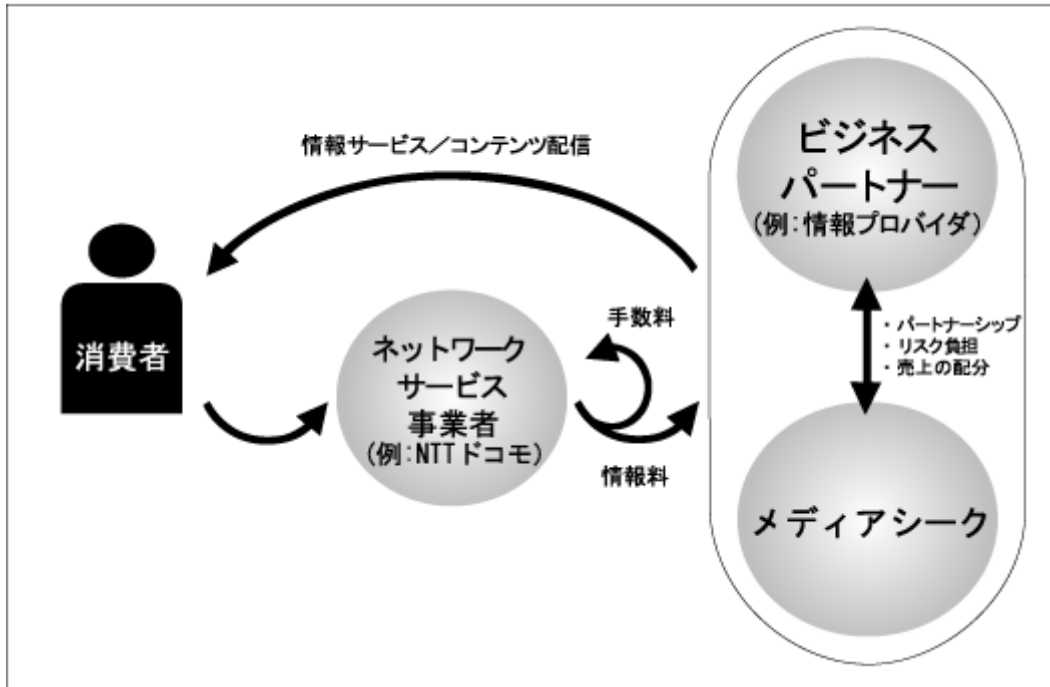 情報サービス／コンテンツ配信
ビジネス
パートナー
(例：情報プロバイダ)
消費者
ネットワーク
サービス
事業者
(例：NTTドコモ)
手数料
情報料
・パートナーシップ
・リスク負担
・売上の配分
メディアシーク